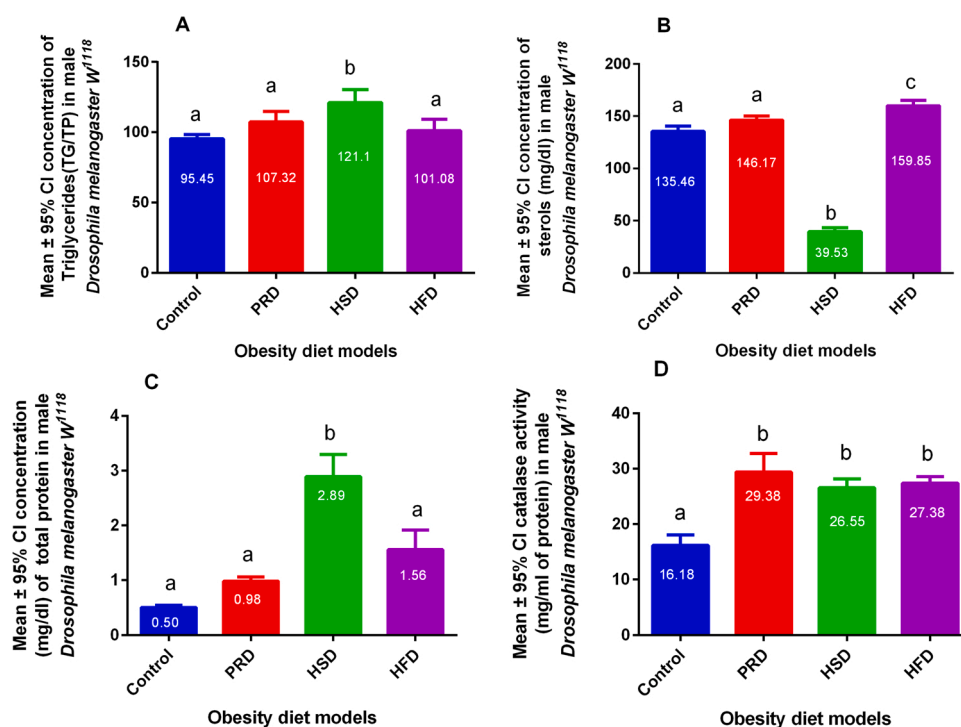 A
Mean ± 95% CI concentration of
Triglycerides(TG/TP) in male
Drosophila melanogaster W1118
150
100
50
0
a
a
b
a
95.45
107.32
121.1
101.08
Control
PRD
HSD
HFD
Obesity diet models
B
Mean ± 95% CI concentration of
sterols (mg/dl) in male
Drosophila melanogaster W1118
200
150
100
50
0
a
a
b
c
135.46
146.17
39.53
159.85
Control
PRD
HSD
HFD
Obesity diet models
C
Mean ± 95% CI concentration
(mg/dl) of total protein in male
Drosophila melanogaster W1118
4
3
2
1
0
a
a
b
a
0.50
0.98
2.89
1.56
Control
PRD
HSD
HFD
Obesity diet models
D
Mean ± 95% CI catalase activity
(mg/ml of protein) in male
Drosophila melanogaster W1118
40
30
20
10
0
a
b
b
b
16.18
29.38
26.55
27.38
Control
PRD
HSD
HFD
Obesity diet models